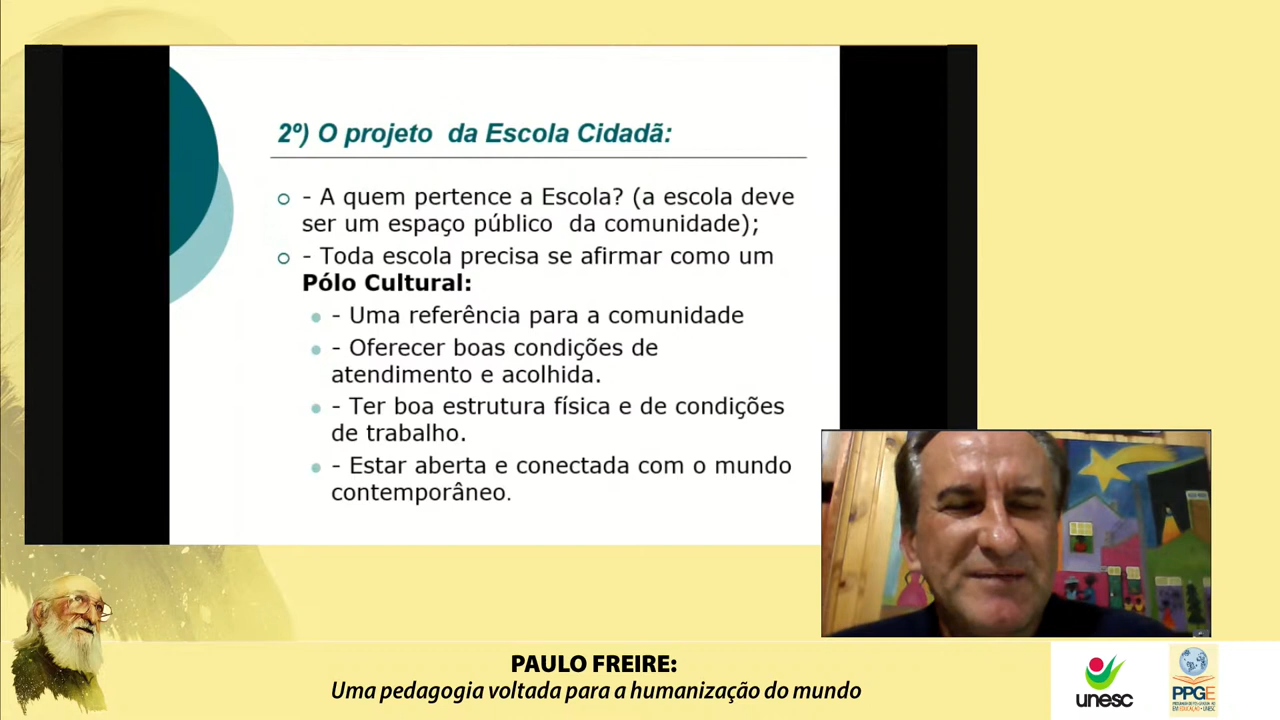 2º) O projeto da Escola Cidadã:
- A quem pertence a Escola? (a escola deve
ser um espaço público da comunidade);
- Toda escola precisa se afirmar como um
Pólo Cultural:
- Uma referência para a comunidade
- Oferecer boas condições de
atendimento e acolhida.
- Ter boa estrutura física e de condições
de trabalho.
- Estar aberta e conectada com o mundo
contemporâneo.
PAULO FREIRE:
Uma pedagogia voltada para a humanização do mundo
unesc
PPGE